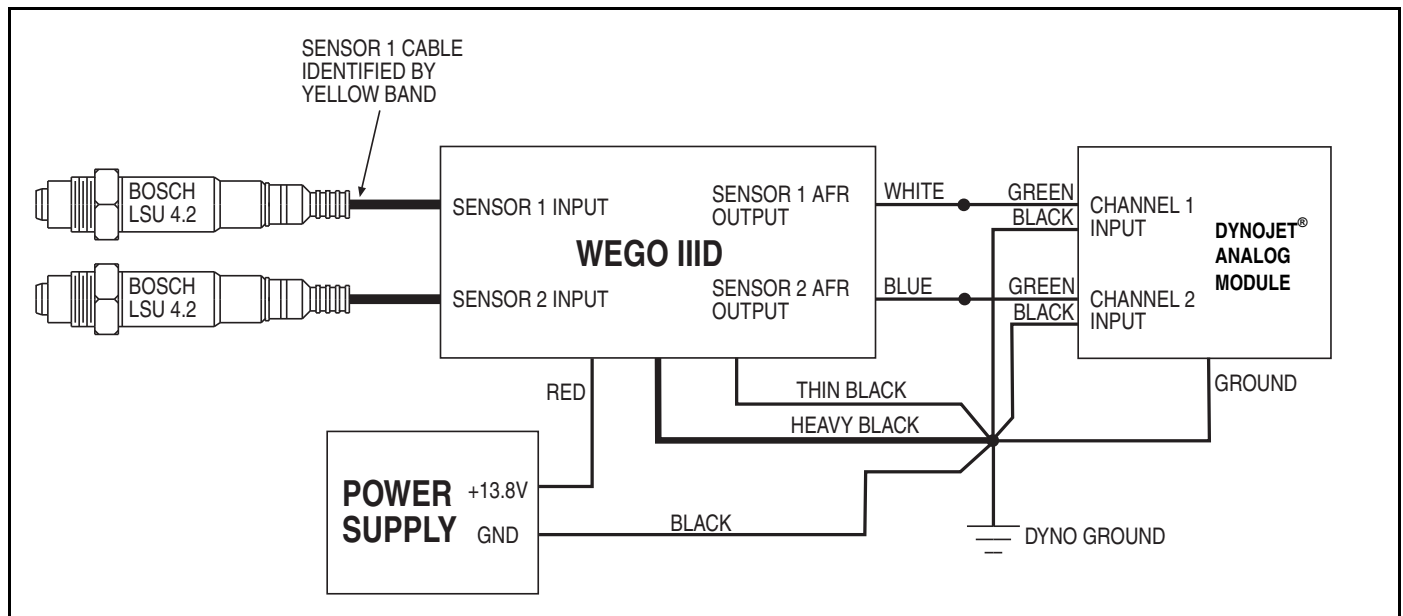 SENSOR 1 CABLE
IDENTIFIED BY
YELLOW BAND
BOSCH
LSU 4.2
BOSCH
LSU 4.2
SENSOR 1 INPUT
SENSOR 2 INPUT
WEGO IIID
SENSOR 1 AFR
OUTPUT
SENSOR 2 AFR
OUTPUT
WHITE
BLUE
GREEN
BLACK
GREEN
BLACK
CHANNEL 1
INPUT
CHANNEL 2
INPUT
DYNOJET®
ANALOG
MODULE
RED
THIN BLACK
HEAVY BLACK
GROUND
POWER
SUPPLY
+13.8V
GND
BLACK
DYNO GROUND